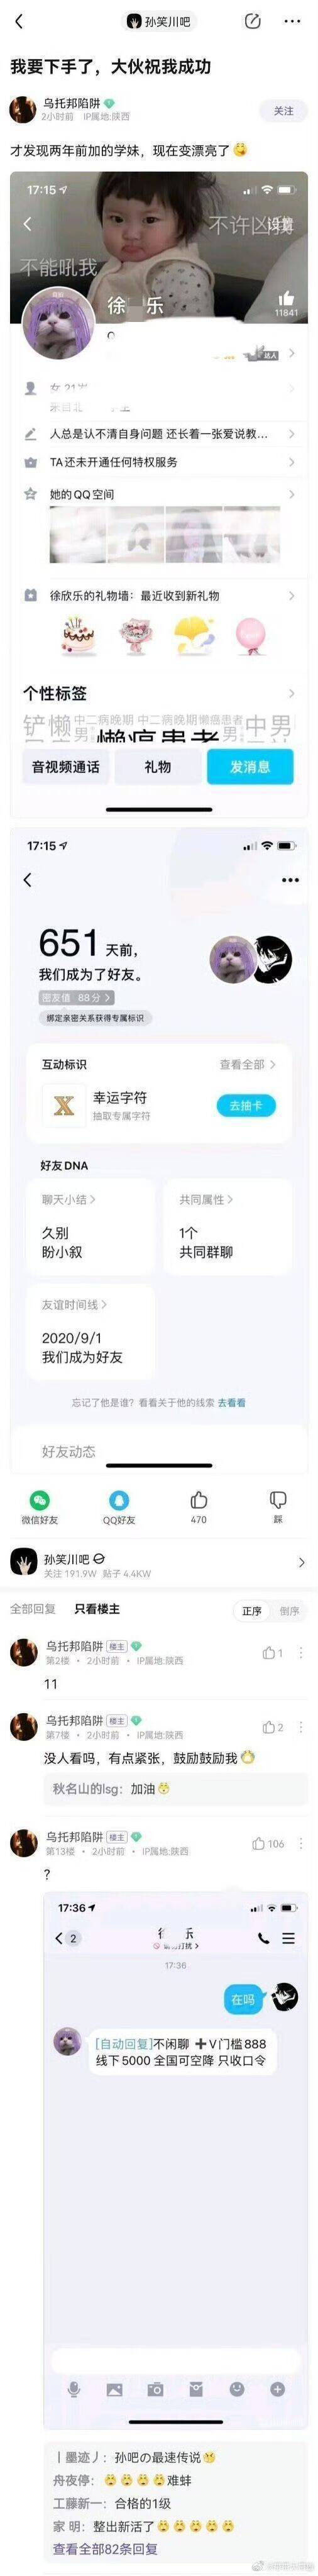 孙笑川吧
我要下手了，大伙祝我成功
乌托邦陷阱
2小时前 IP属地:陕西
关注
才发现两年前加的学妹，现在变漂亮了
17:15
不许凶我
设置
不能吼我
徐 乐
11841
达人
女 21岁
人总是认不清自身问题 还长着一张爱说教...
TA还未开通任何特权服务
她的QQ空间
徐欣乐的礼物墙：最近收到新礼物
个性标签
铲 懒 中二病晚期 中二病晚期懒癌患者 中男
懒癌患者
音视频通话 礼物 发消息
17:15
651 天前，
我们成为了好友。
密友值 88分
绑定亲密关系获得专属标识
互动标识 查看全部
幸运字符
抽取专属字符
去抽卡
好友DNA
聊天小结 共同属性
久别 1个
盼小叙 共同群聊
友谊时间线
2020/9/1
我们成为好友
忘记了他是谁？看看关于他的线索 去看看
好友动态
微信好友 QQ好友 470 踩
孙笑川吧
关注 191.9W 贴子 4.4KW
全部回复 只看楼主 正序 倒序
乌托邦陷阱 楼主
第2楼 · 2小时前 · IP属地:陕西
1
11
乌托邦陷阱 楼主
第7楼 · 2小时前 · IP属地:陕西
2
没人看吗，有点紧张，鼓励鼓励我
秋名山的lsg：加油
乌托邦陷阱 楼主
第13楼 · 2小时前 · IP属地:陕西
106
?
17:36
2
乐
17:36
在吗
[自动回复]不闲聊 ➕V门槛888
线下5000 全国可空降 只收口令
丨墨迹丿：孙吧の最速传说
舟夜停：难蚌
工藤新一：合格的1级
家 明：整出新活了
查看全部82条回复